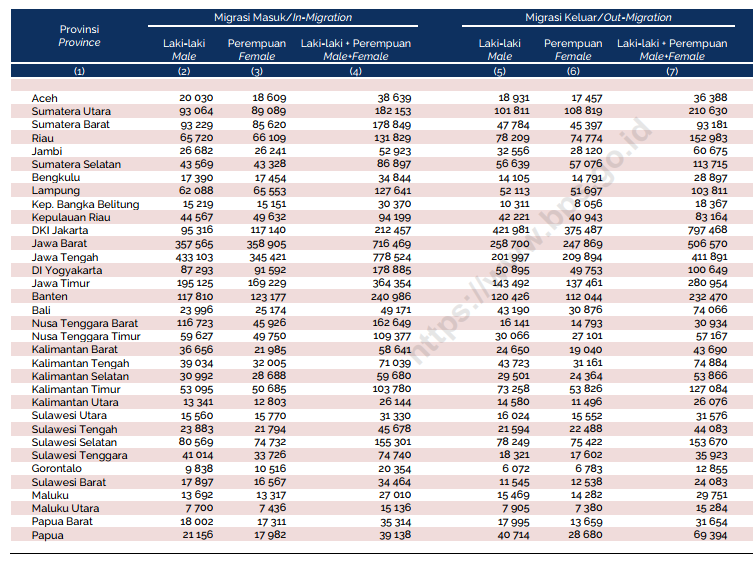 Provinsi Province Migrasi Masuk/In-Migration Migrasi Keluar/Out-Migration
Laki-laki Male Perempuan Female Laki-laki + Perempuan Male+Female Laki-laki Male Perempuan Female Laki-laki + Perempuan Male+Female
(1) (2) (3) (4) (5) (6) (7)
Aceh 20 030 18 609 38 639 18 931 17 457 36 388
Sumatera Utara 93 064 89 089 182 153 101 811 108 819 210 630
Sumatera Barat 93 229 85 620 178 849 47 784 45 397 93 181
Riau 65 720 66 109 131 829 78 209 74 774 152 983
Jambi 26 682 26 241 52 923 32 556 28 120 60 675
Sumatera Selatan 43 569 43 328 86 897 56 639 57 076 113 715
Bengkulu 17 390 17 454 34 844 14 105 14 791 28 897
Lampung 62 088 65 553 127 641 52 113 51 697 103 811
Kep. Bangka Belitung 15 219 15 151 30 370 10 311 8 056 18 367
Kepulauan Riau 44 567 49 632 94 199 42 221 40 943 83 164
DKI Jakarta 95 316 117 140 212 457 421 981 375 487 797 468
Jawa Barat 357 565 358 905 716 469 258 700 247 869 506 570
Jawa Tengah 433 103 345 421 778 524 201 997 209 894 411 891
DI Yogyakarta 87 293 91 592 178 885 50 895 49 753 100 649
Jawa Timur 195 125 169 229 364 354 143 492 137 461 280 954
Banten 117 810 123 177 240 986 120 426 112 044 232 470
Bali 23 996 25 174 49 171 43 190 30 876 74 066
Nusa Tenggara Barat 116 723 45 926 162 649 16 141 14 793 30 934
Nusa Tenggara Timur 59 627 49 750 109 377 30 066 27 101 57 167
Kalimantan Barat 36 656 21 985 58 641 24 650 19 040 43 690
Kalimantan Tengah 39 034 32 005 71 039 43 723 31 161 74 884
Kalimantan Selatan 30 992 28 688 59 680 29 501 24 364 53 866
Kalimantan Timur 53 095 50 685 103 780 73 258 53 826 127 084
Kalimantan Utara 13 341 12 803 26 144 14 580 11 496 26 076
Sulawesi Utara 15 560 15 770 31 330 16 024 15 552 31 576
Sulawesi Tengah 23 883 21 794 45 678 21 594 22 488 44 083
Sulawesi Selatan 80 569 74 732 155 301 78 249 75 422 153 670
Sulawesi Tenggara 41 014 33 726 74 740 18 321 17 602 35 923
Gorontalo 9 838 10 516 20 354 6 072 6 783 12 855
Sulawesi Barat 17 897 16 567 34 464 11 545 12 538 24 083
Maluku 13 692 13 317 27 010 15 469 14 282 29 751
Maluku Utara 7 700 7 436 15 136 7 905 7 380 15 284
Papua Barat 18 002 17 311 35 314 17 995 13 659 31 654
Papua 21 156 17 982 39 138 40 714 28 680 69 394
https://www.bps.go.id